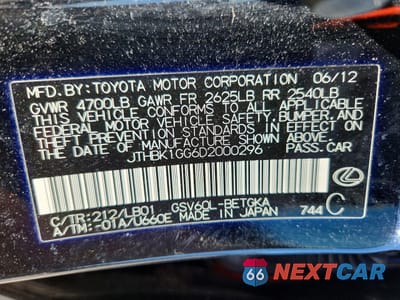 MFD.BY:TOYOTA MOTOR CORPORATION 06/12
GVWR 4700LB GAWR FR 2625LB RR 2540LB
THIS VEHICLE CONFORMS TO ALL APPLICABLE
FEDERAL MOTOR VEHICLE SAFETY, BUMPER, AND
THEFT PREVENTION STANDARDS IN EFFECT ON THE
DATE OF MANUFACTURE SHOWN ABOVE.
JTHBK1GG6D2000296 PASS.CAR
C/TR:212/LB01 GSV60L-BETGKA
A/TM:-01A/U660E MADE IN JAPAN 744 C
66 NEXTCAR